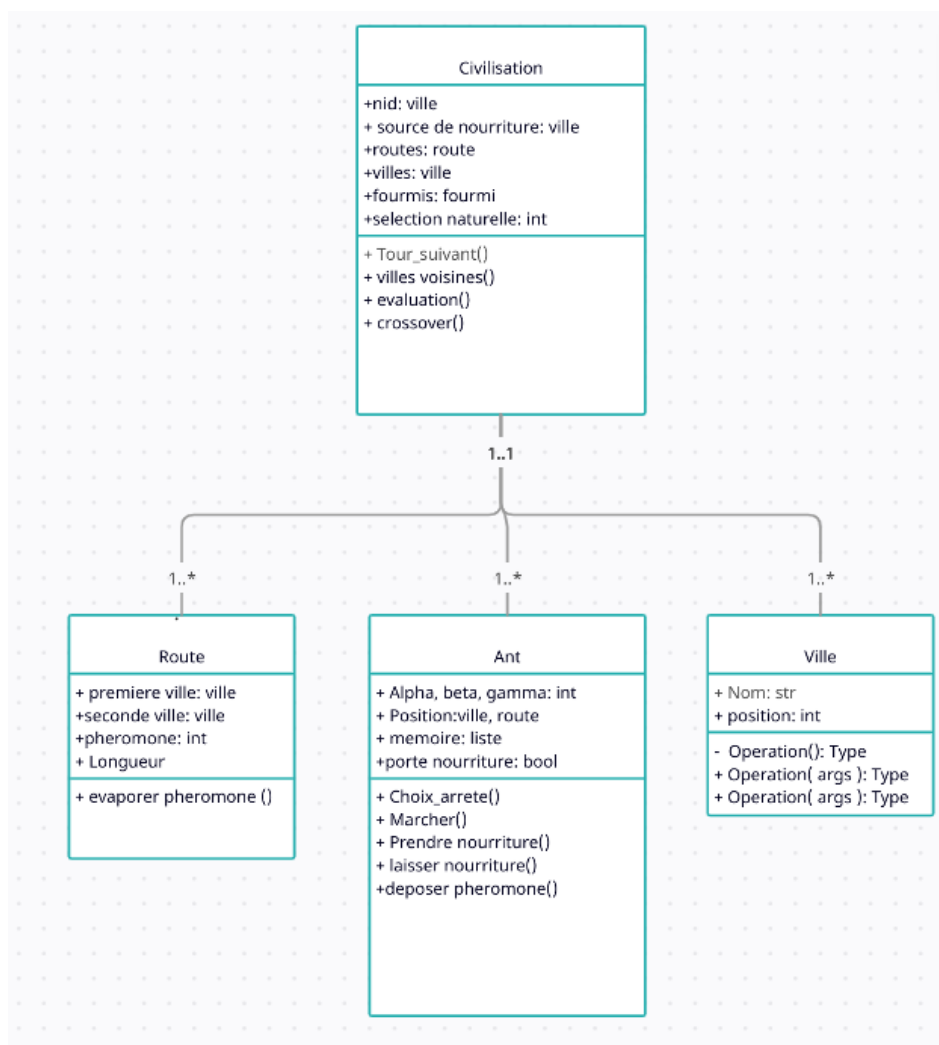 Civilisation
+nid: ville
+ source de nourriture: ville
+routes: route
+villes: ville
+fourmis: fourmi
+selection naturelle: int
+ Tour_suivant()
+ villes voisines()
+ evaluation()
+ crossover()
1..1
1..*
1..*
1..*
Route
+ premiere ville: ville
+seconde ville: ville
+pheromone: int
+ Longueur
+ evaporer pheromone ()
Ant
+ Alpha, beta, gamma: int
+ Position:ville, route
+ memoire: liste
+porte nourriture: bool
+ Choix_arrete()
+ Marcher()
+ Prendre nourriture()
+ laisser nourriture()
+deposer pheromone()
Ville
+ Nom: str
+ position: int
- Operation(): Type
+ Operation( args ): Type
+ Operation( args ): Type